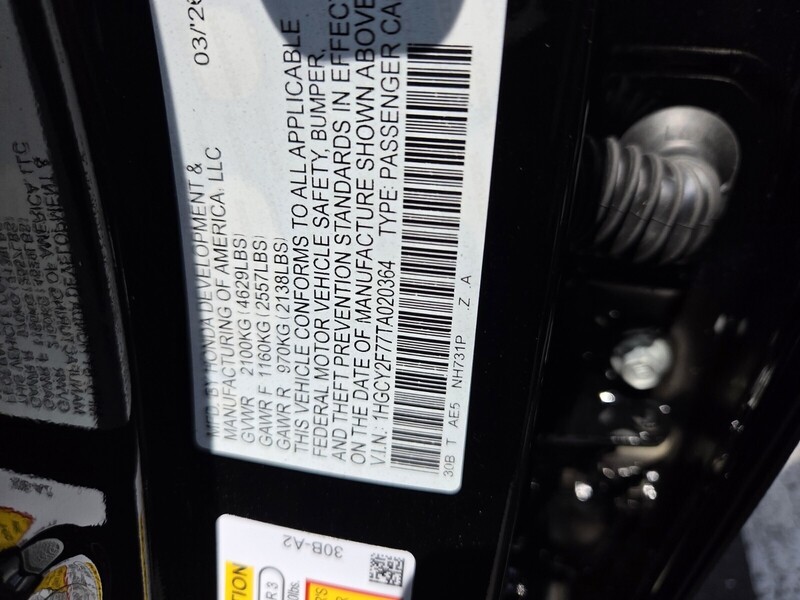 MFD. BY HONDA DEVELOPMENT &
MANUFACTURING OF AMERICA, LLC 03/'26
GVWR 2100KG (4629LBS)
GAWR F 1160KG (2557LBS)
GAWR R 970KG (2138LBS)
THIS VEHICLE CONFORMS TO ALL APPLICABLE
FEDERAL MOTOR VEHICLE SAFETY, BUMPER,
AND THEFT PREVENTION STANDARDS IN EFFECT
ON THE DATE OF MANUFACTURE SHOWN ABOVE
V.I.N.: 1HGCY2F77TA020364 TYPE: PASSENGER CA
30B T AE5 NH731P .Z .A
30B-A2